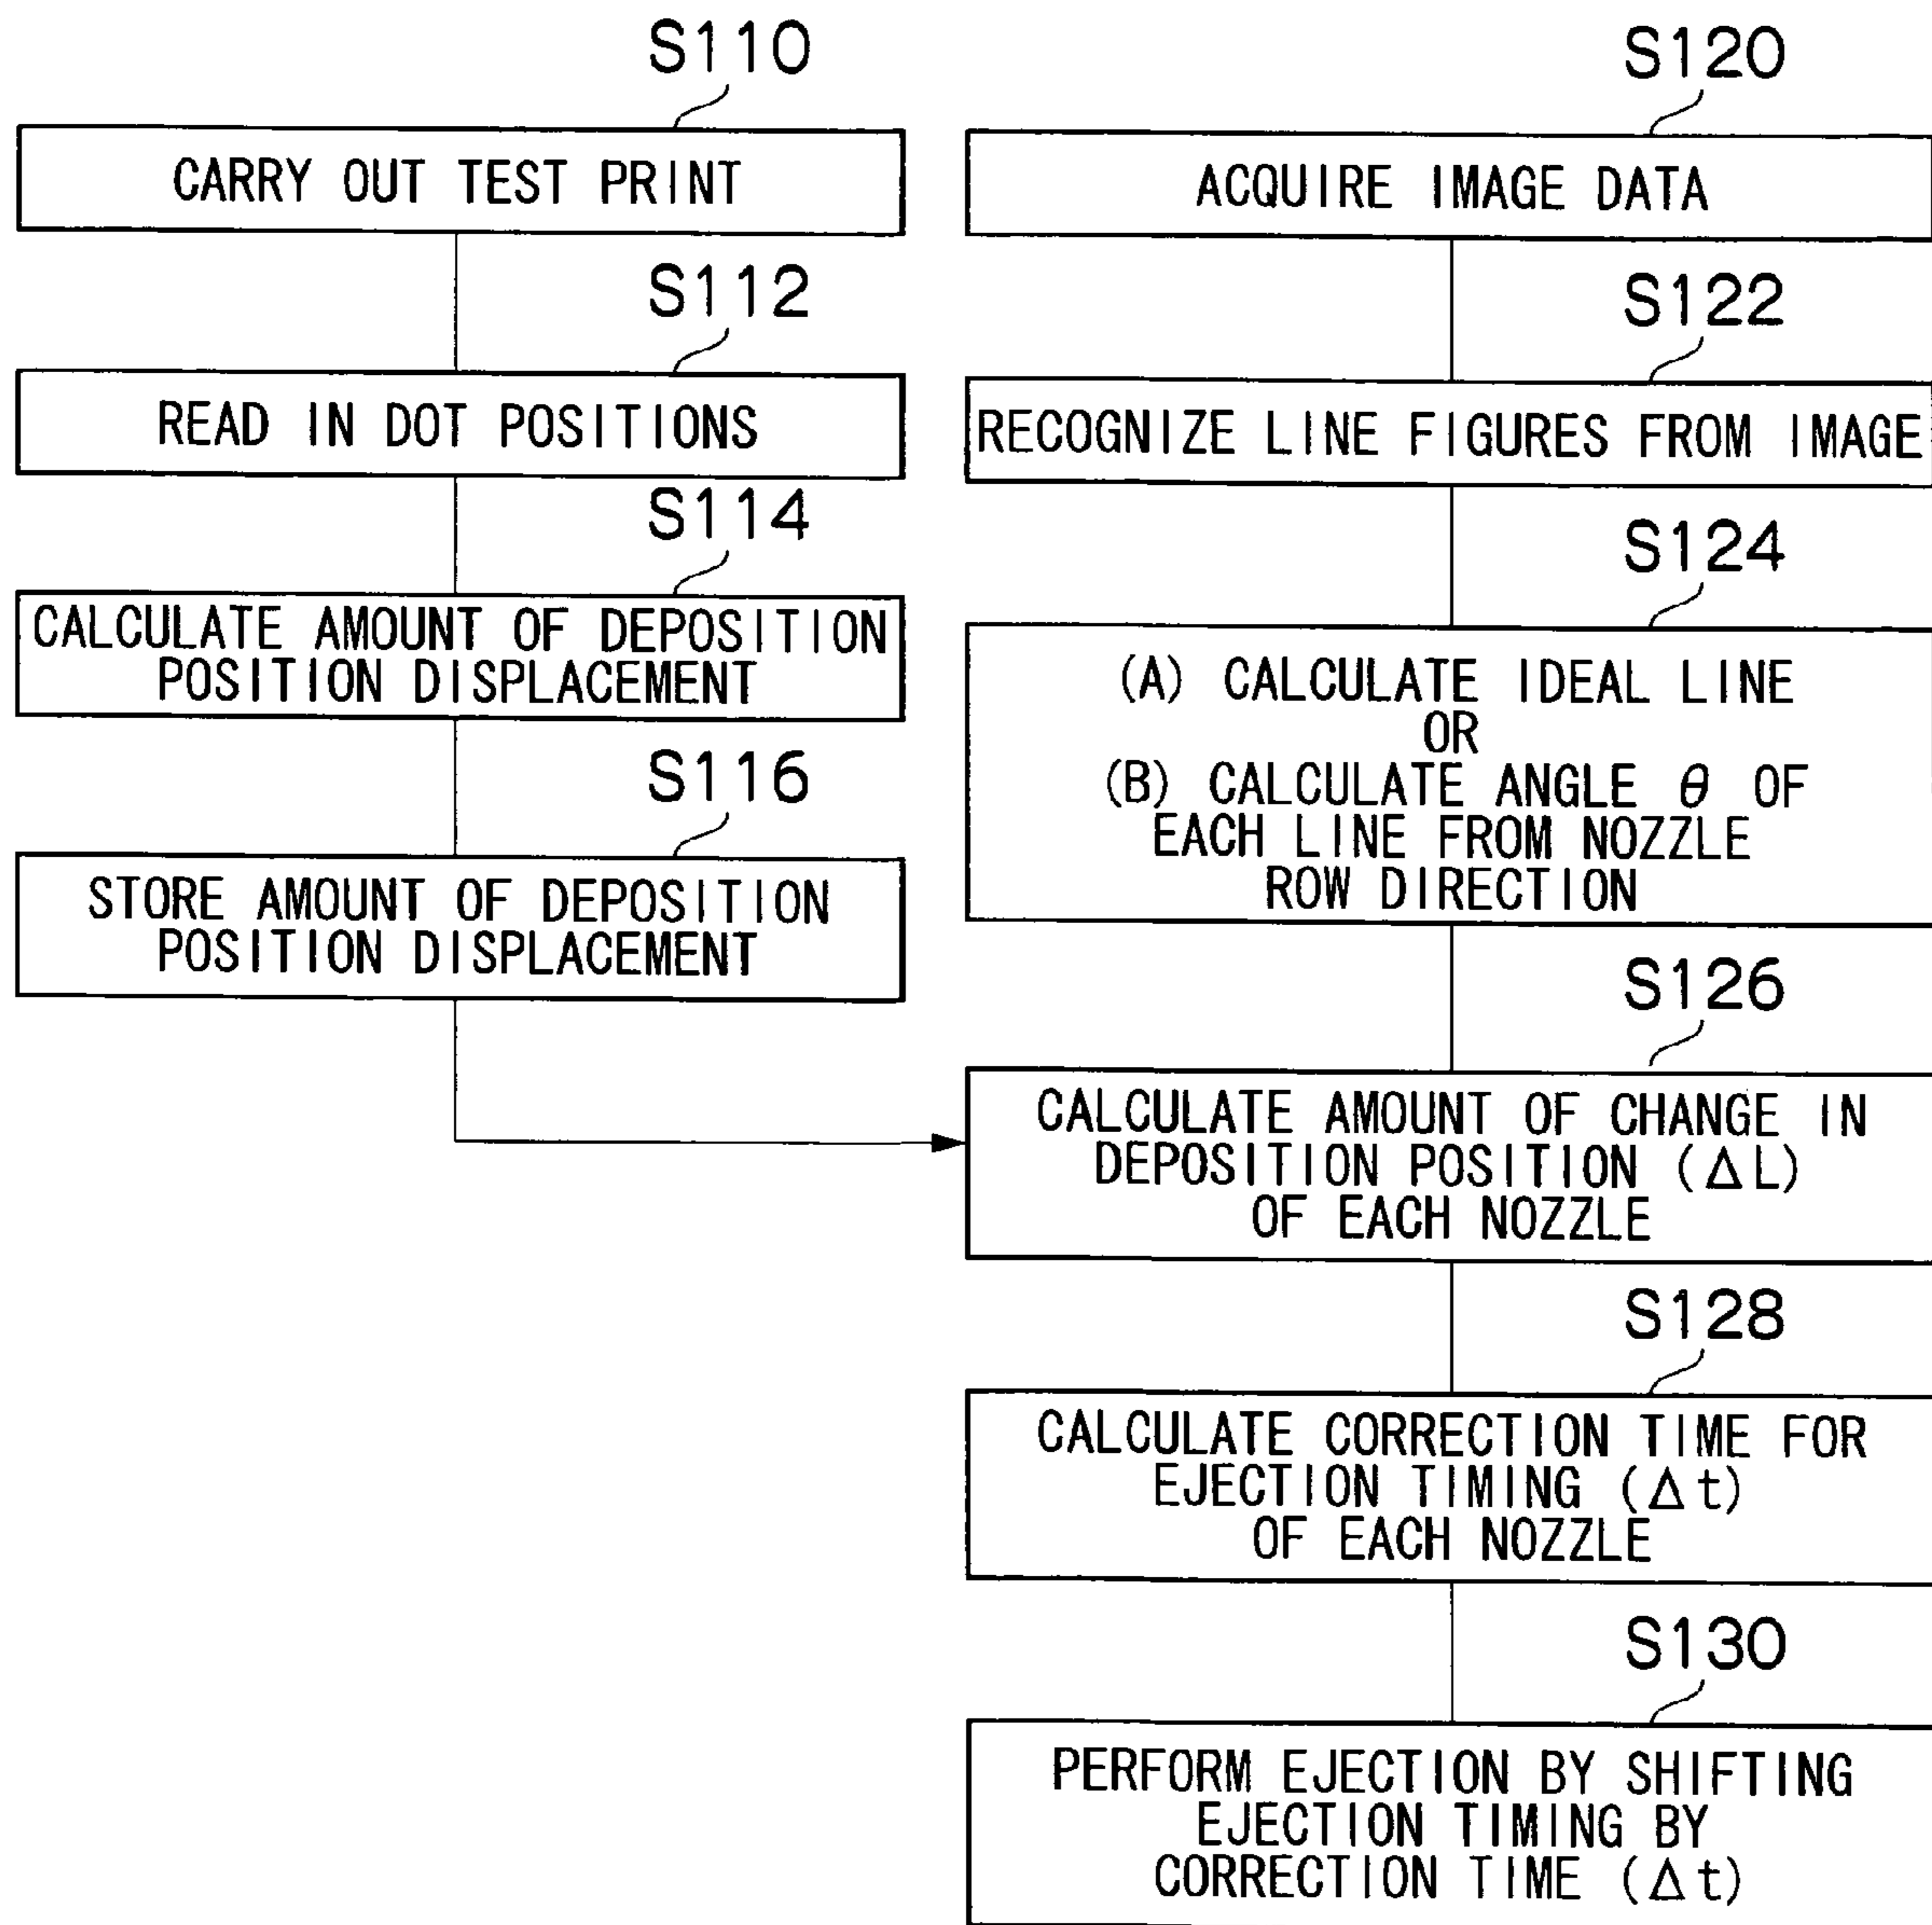 S110
CARRY OUT TEST PRINT
S112
READ IN DOT POSITIONS
S114
CALCULATE AMOUNT OF DEPOSITION
POSITION DISPLACEMENT
S116
STORE AMOUNT OF DEPOSITION
POSITION DISPLACEMENT
S120
ACQUIRE IMAGE DATA
S122
RECOGNIZE LINE FIGURES FROM IMAGE
S124
(A) CALCULATE IDEAL LINE
OR
(B) CALCULATE ANGLE θ OF
EACH LINE FROM NOZZLE
ROW DIRECTION
S126
CALCULATE AMOUNT OF CHANGE IN
DEPOSITION POSITION (ΔL)
OF EACH NOZZLE
S128
CALCULATE CORRECTION TIME FOR
EJECTION TIMING (Δt)
OF EACH NOZZLE
S130
PERFORM EJECTION BY SHIFTING
EJECTION TIMING BY
CORRECTION TIME (Δt)